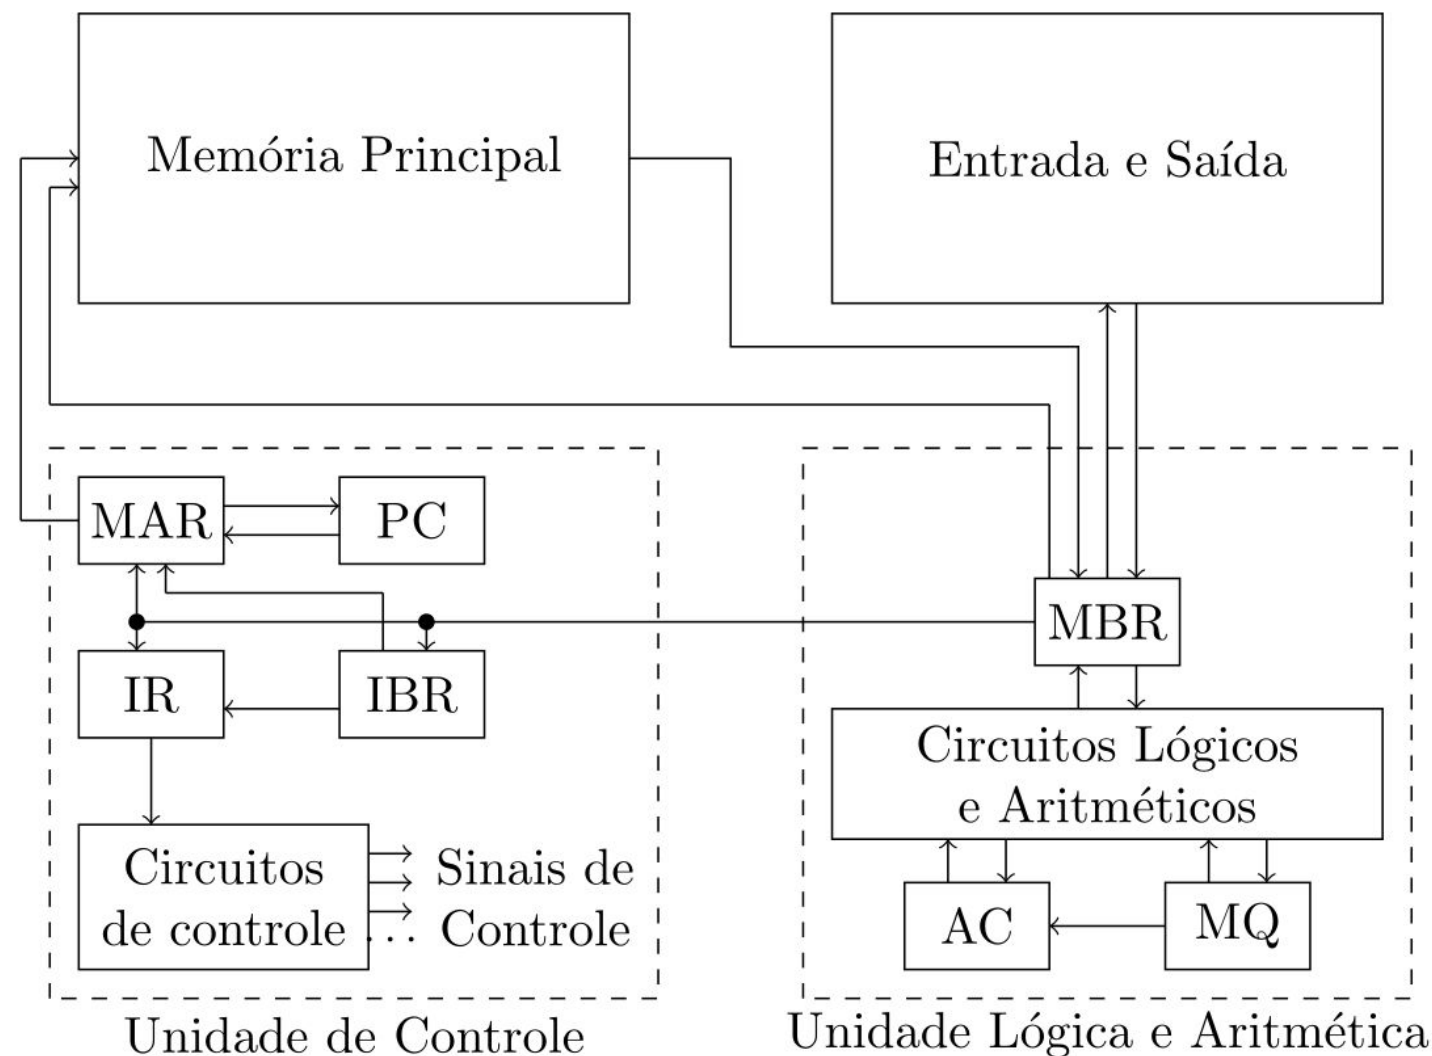 Memória Principal
Entrada e Saída
MAR
PC
MBR
IR
IBR
Circuitos Lógicos
e Aritméticos
Circuitos
de controle
Sinais de
... Controle
AC
MQ
Unidade de Controle
Unidade Lógica e Aritmética